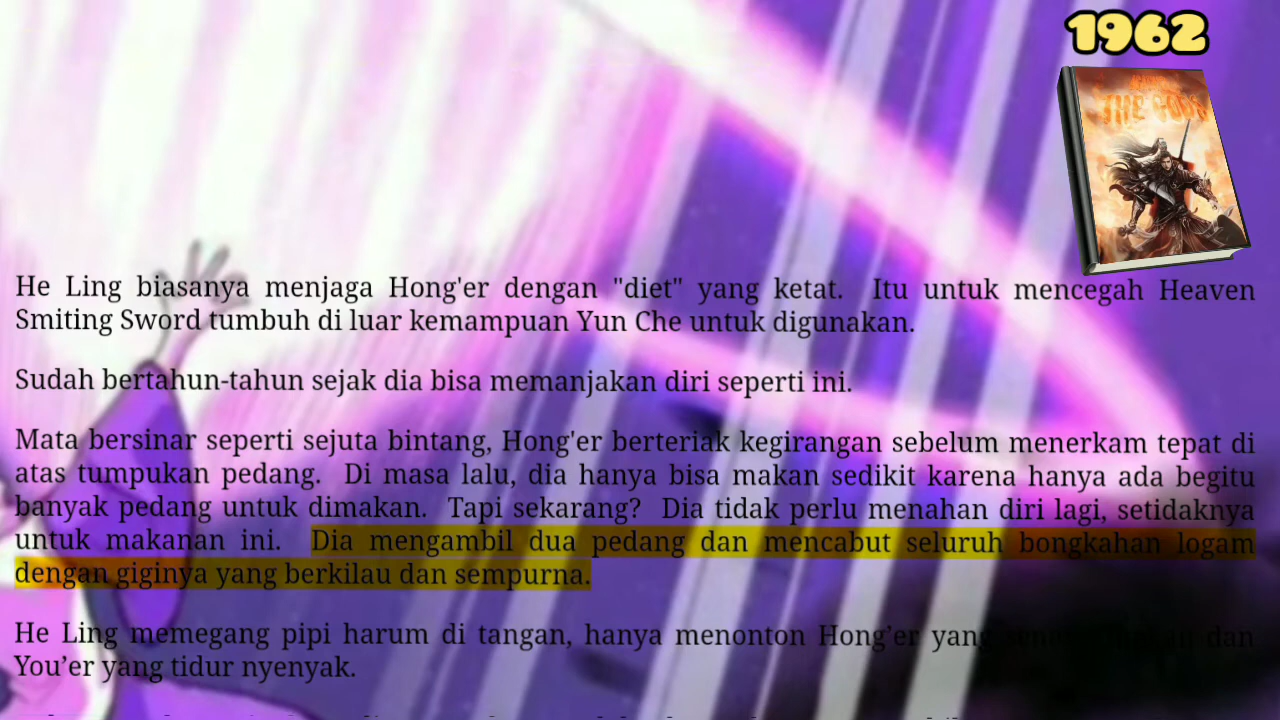 1962
THE GODS
He Ling biasanya menjaga Hong'er dengan "diet" yang ketat. Itu untuk mencegah Heaven
Smiting Sword tumbuh di luar kemampuan Yun Che untuk digunakan.
Sudah bertahun-tahun sejak dia bisa memanjakan diri seperti ini.
Mata bersinar seperti sejuta bintang, Hong'er berteriak kegirangan sebelum menerkam tepat di
atas tumpukan pedang. Di masa lalu, dia hanya bisa makan sedikit karena hanya ada begitu
banyak pedang untuk dimakan. Tapi sekarang? Dia tidak perlu menahan diri lagi, setidaknya
untuk makanan ini. Dia mengambil dua pedang dan mencabut seluruh bongkahan logam
dengan giginya yang berkilau dan sempurna.
He Ling memegang pipi harum di tangan, hanya menonton Hong’er yang dan
You’er yang tidur nyenyak.